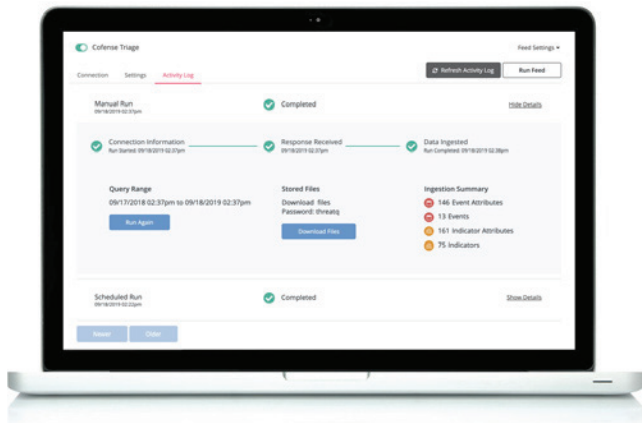 Cofense Triage
Feed Settings
Connection Settings Activity Log
Refresh Activity Log
Run Feed
Manual Run
09/18/2019 02:37pm
Completed
Hide Details
Connection Information
Run Started: 09/18/2019 02:37pm
Response Received
09/18/2019 02:37pm
Data Ingested
Run Completed: 09/18/2019 02:38pm
Query Range
09/17/2018 02:37pm to 09/18/2019 02:37pm
Run Again
Stored Files
Download files
Password: threatq
Download Files
Ingestion Summary
146 Event Attributes
13 Events
161 Indicator Attributes
75 Indicators
Scheduled Run
09/18/2019 02:22pm
Completed
Show Details
Newer Older